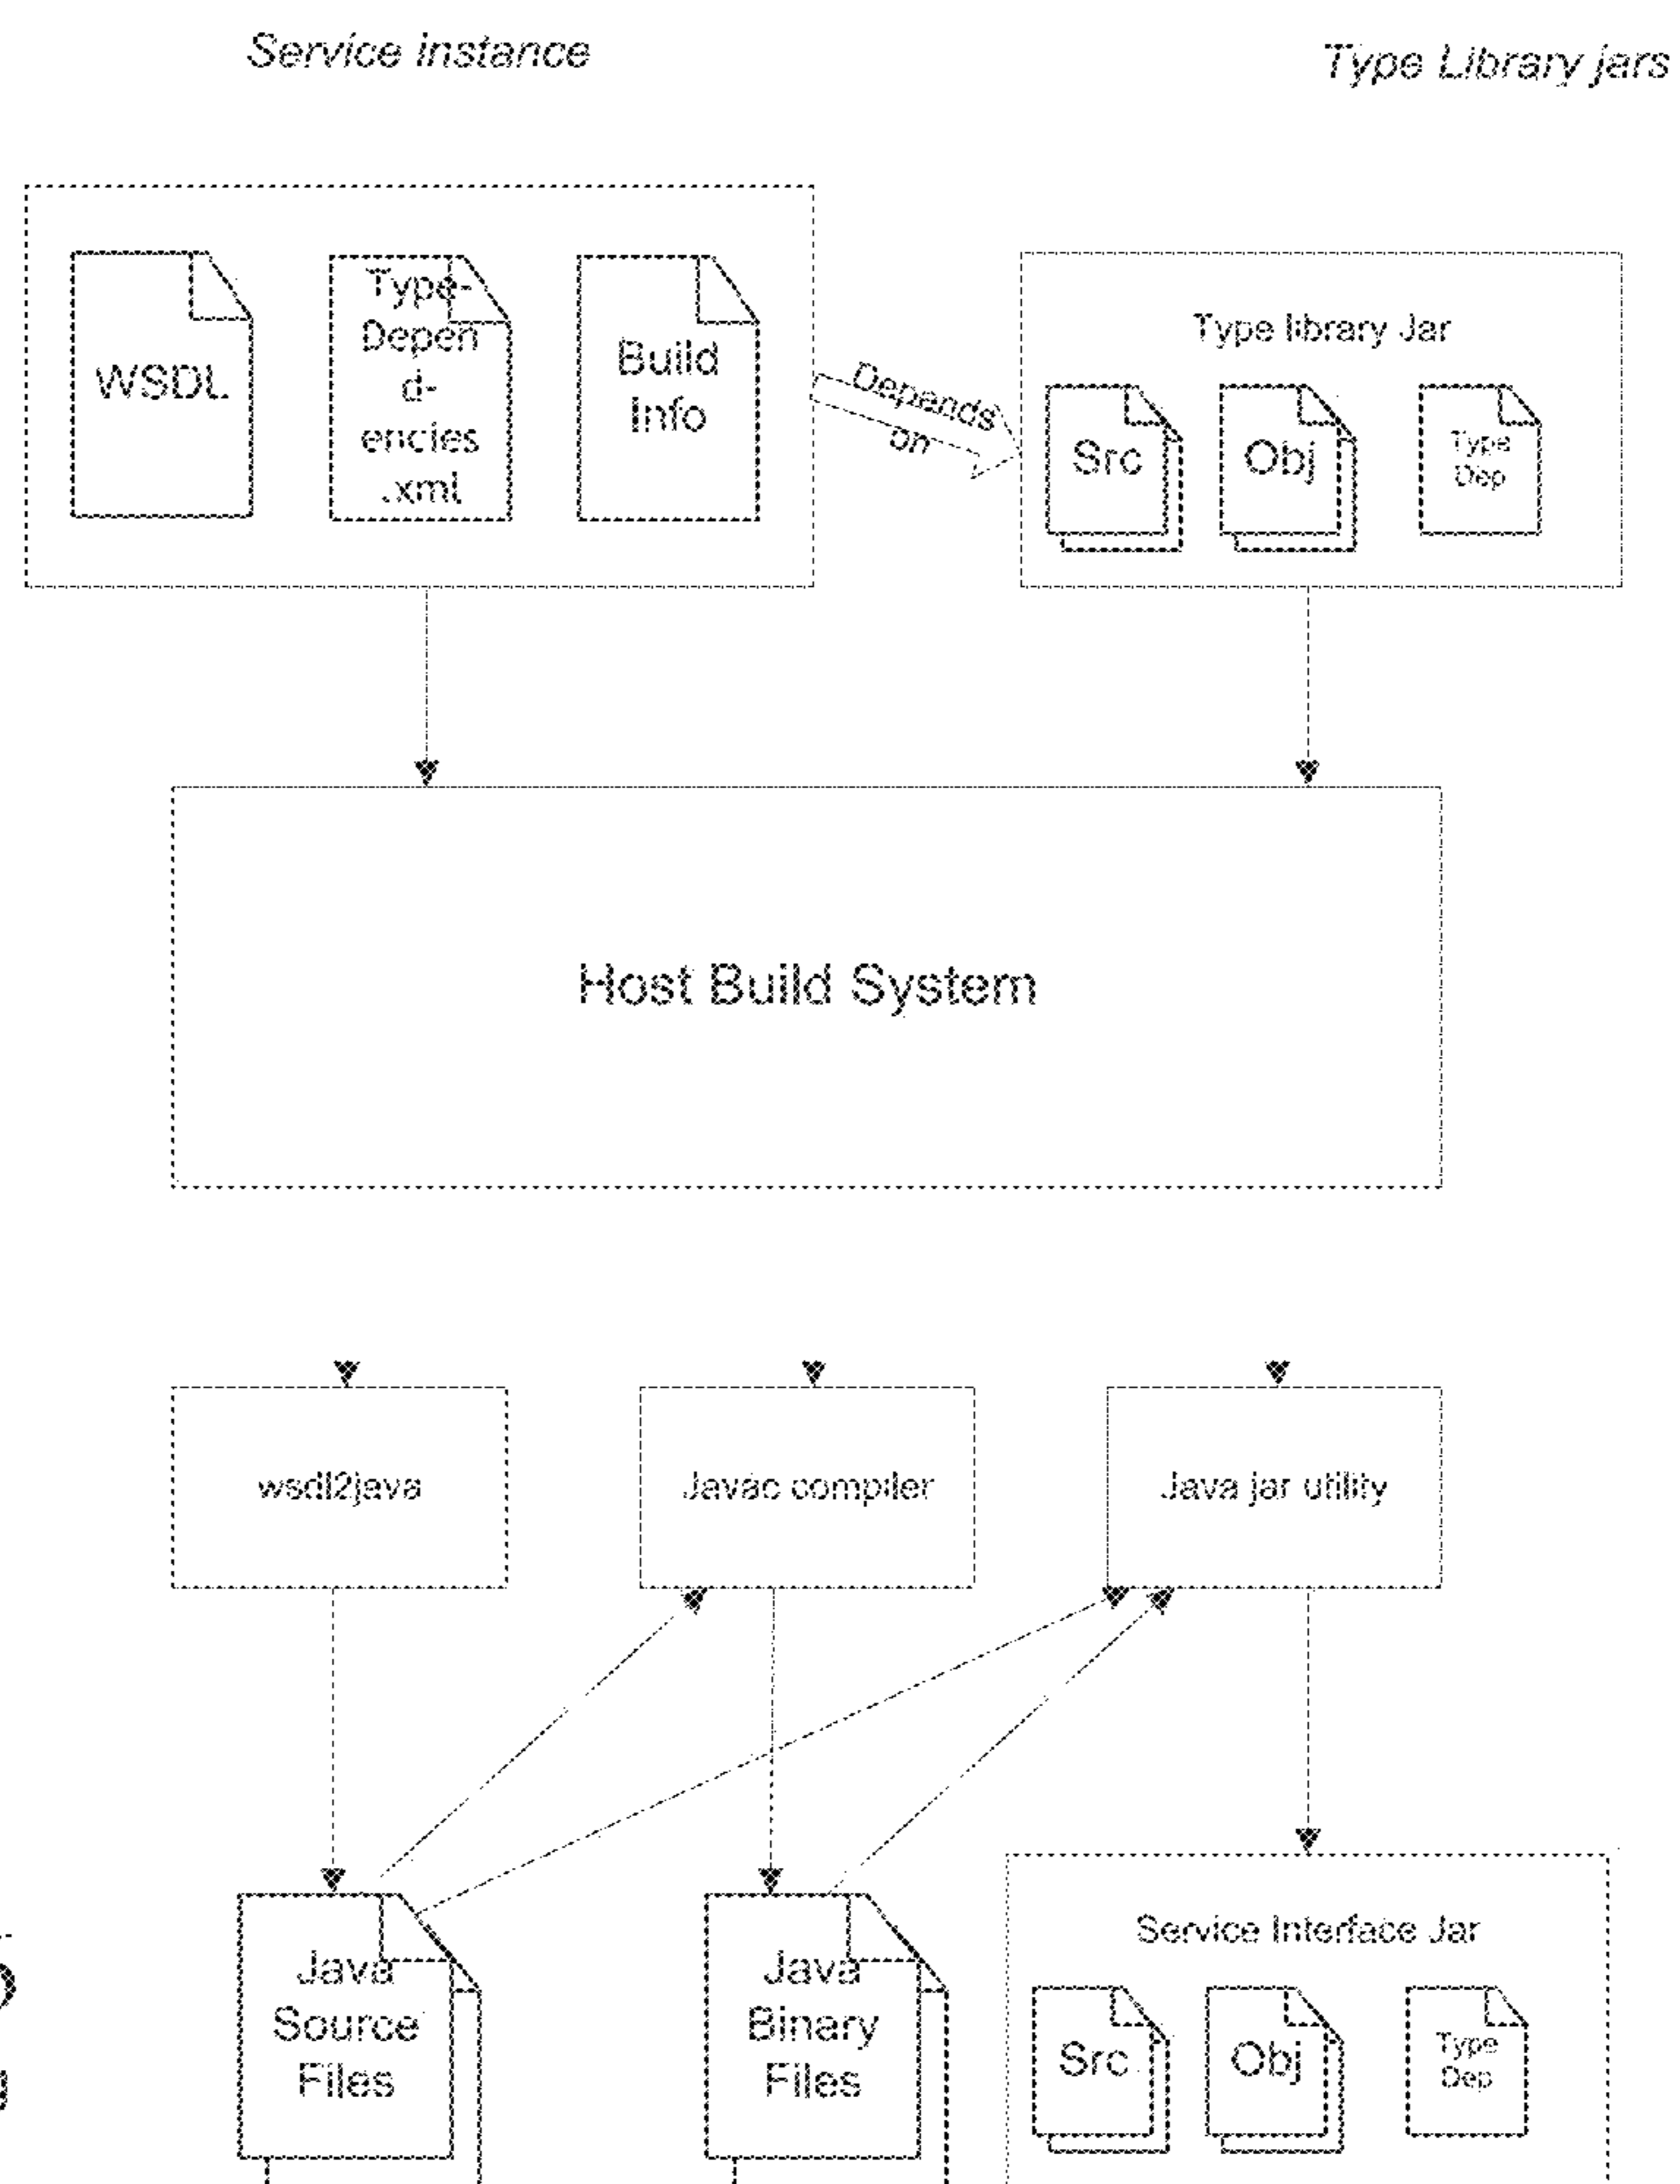 Service instance
Type Library jars
WSDL
Type-
Depen
d-
encies
.xml
Build
Info
Depends
on
Type library Jar
Src
Obj
Type
Dep
Host Build System
wsdl2java
Javac compiler
Java jar utility
Java
Source
Files
Java
Binary
Files
Service Interface Jar
Src
Obj
Type
Dep